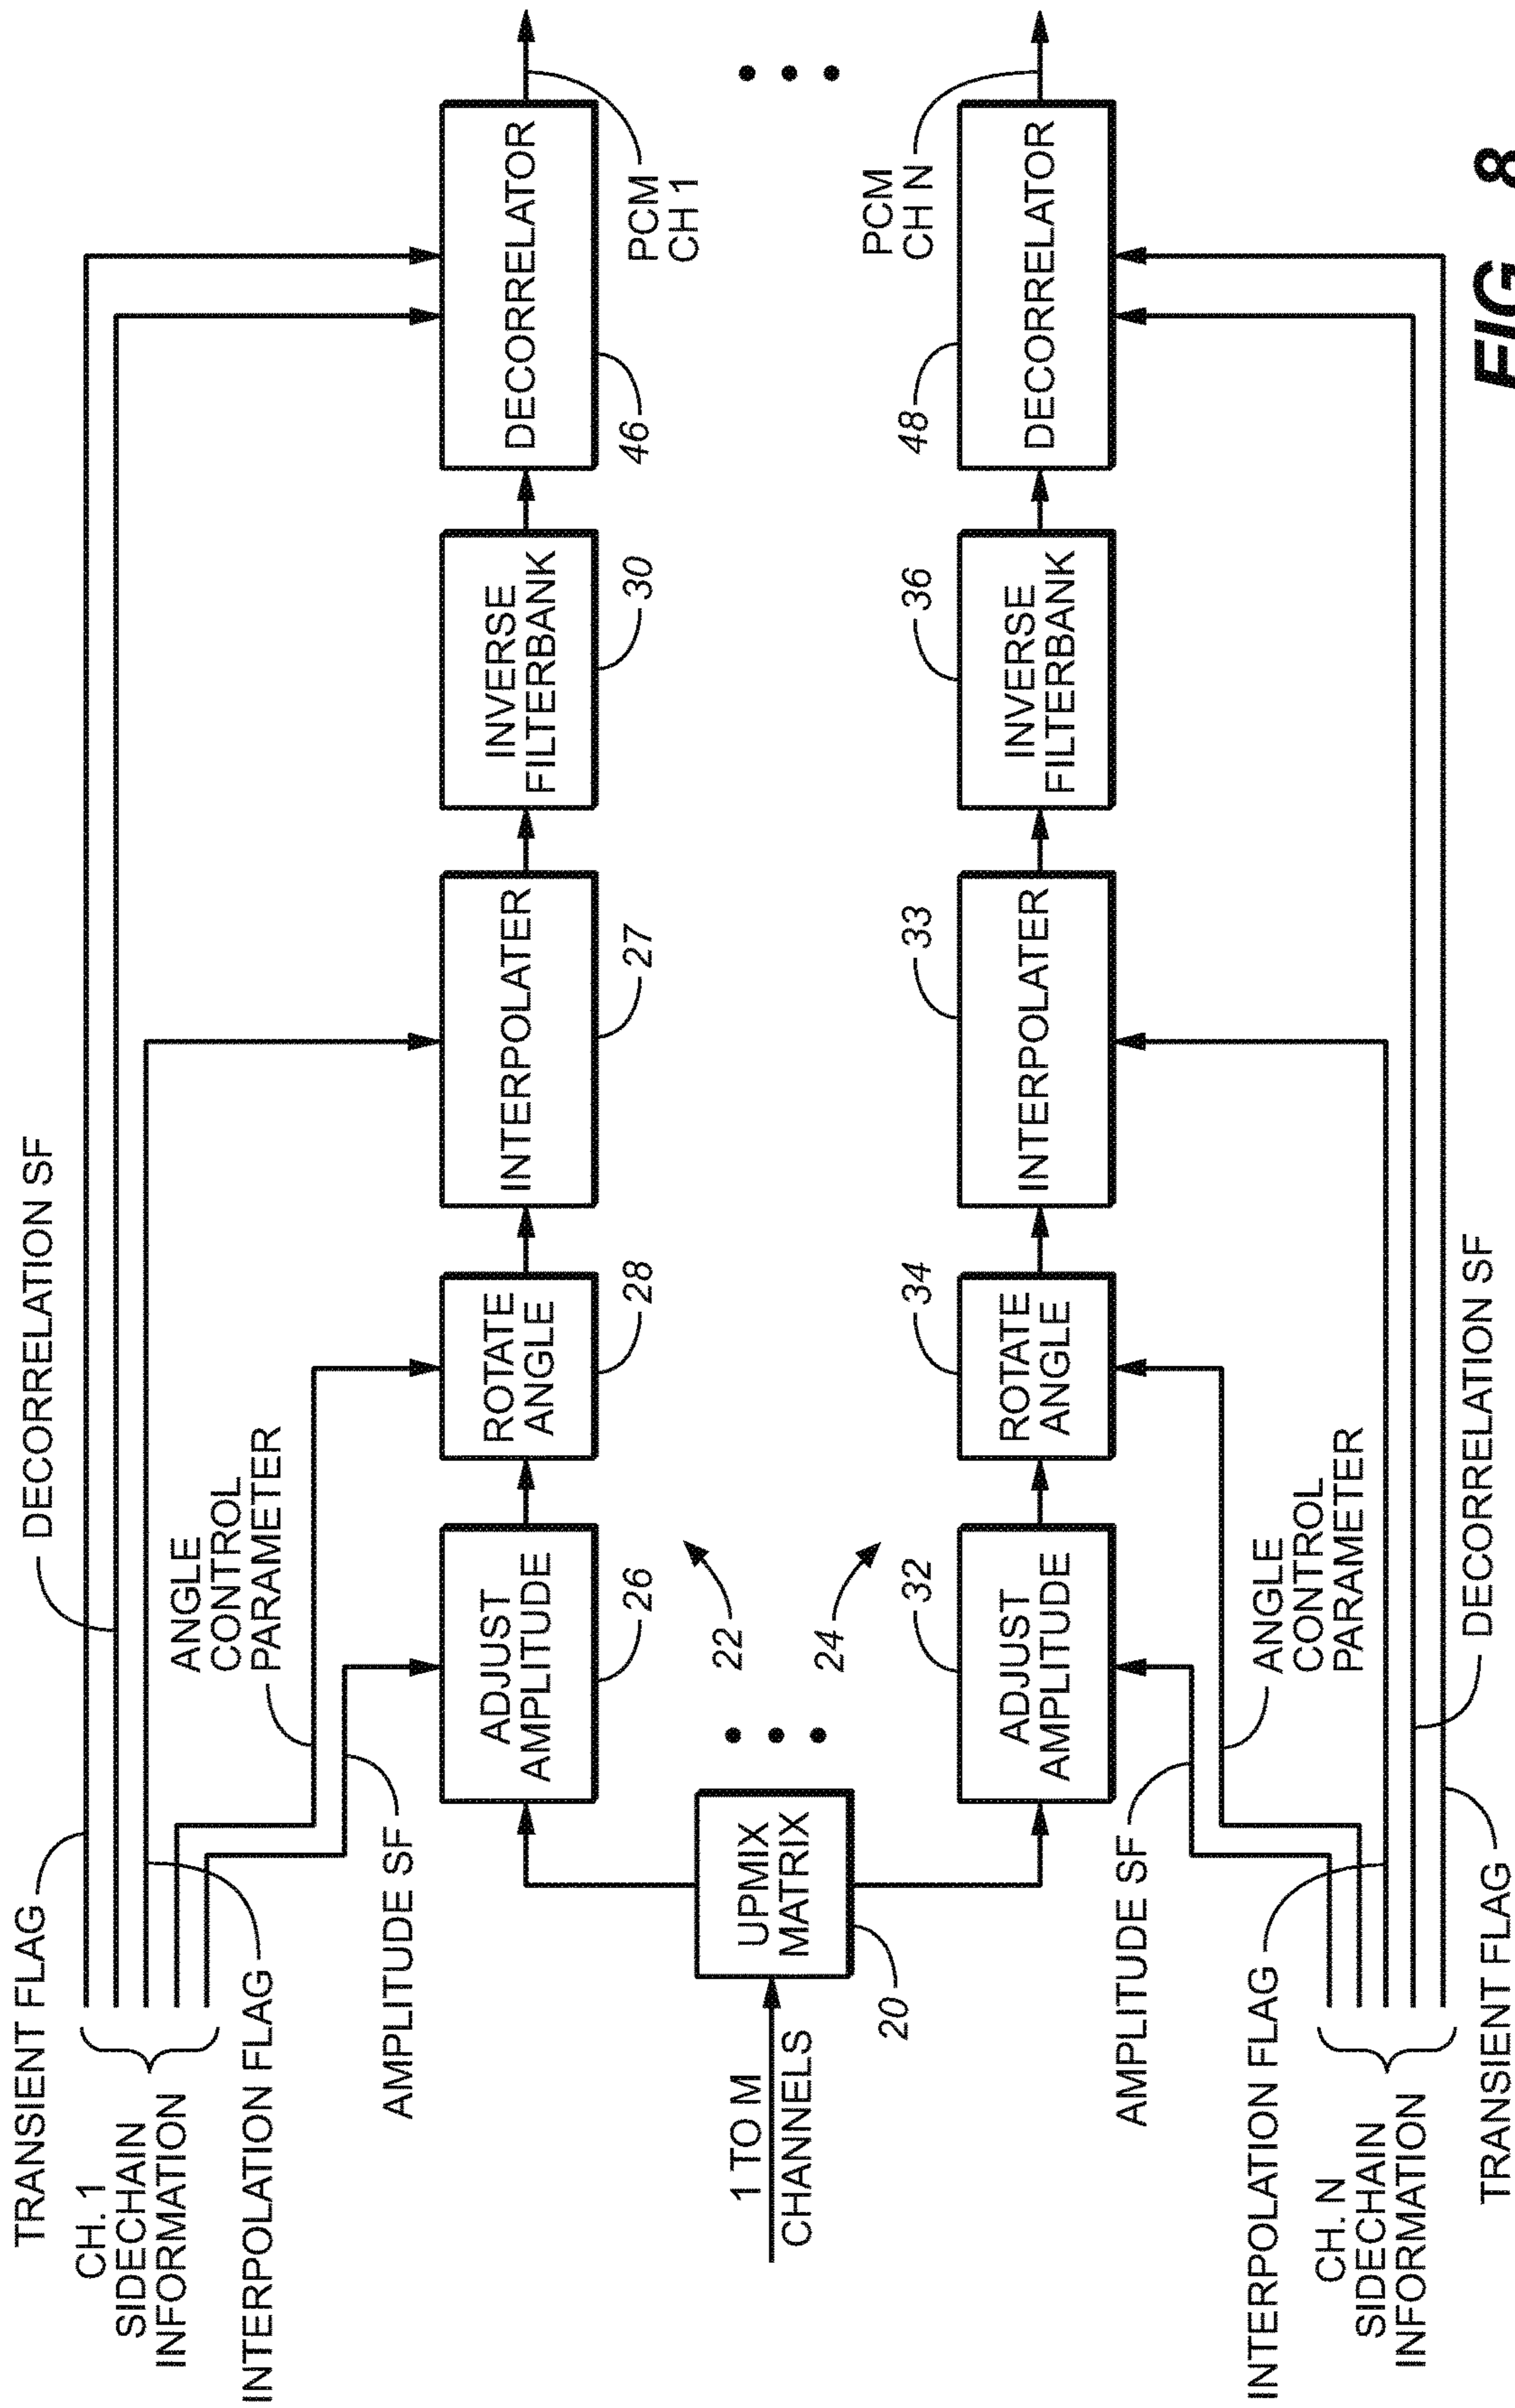 TRANSIENT FLAG
DECORRELATION SF
CH. 1
SIDECHAIN
INFORMATION
ANGLE
CONTROL
PARAMETER
INTERPOLATION FLAG
AMPLITUDE SF
ADJUST
AMPLITUDE
26
ROTATE
ANGLE
28
INTERPOLATER
27
INVERSE
FILTERBANK
30
DECORRELATOR
46
PCM
CH 1
22
1 TO M
CHANNELS
UPMIX
MATRIX
20
24
ADJUST
AMPLITUDE
32
ROTATE
ANGLE
34
INTERPOLATER
33
INVERSE
FILTERBANK
36
DECORRELATOR
48
PCM
CH N
AMPLITUDE SF
INTERPOLATION FLAG
ANGLE
CONTROL
PARAMETER
CH. N
SIDECHAIN
INFORMATION
DECORRELATION SF
TRANSIENT FLAG
FIG 8